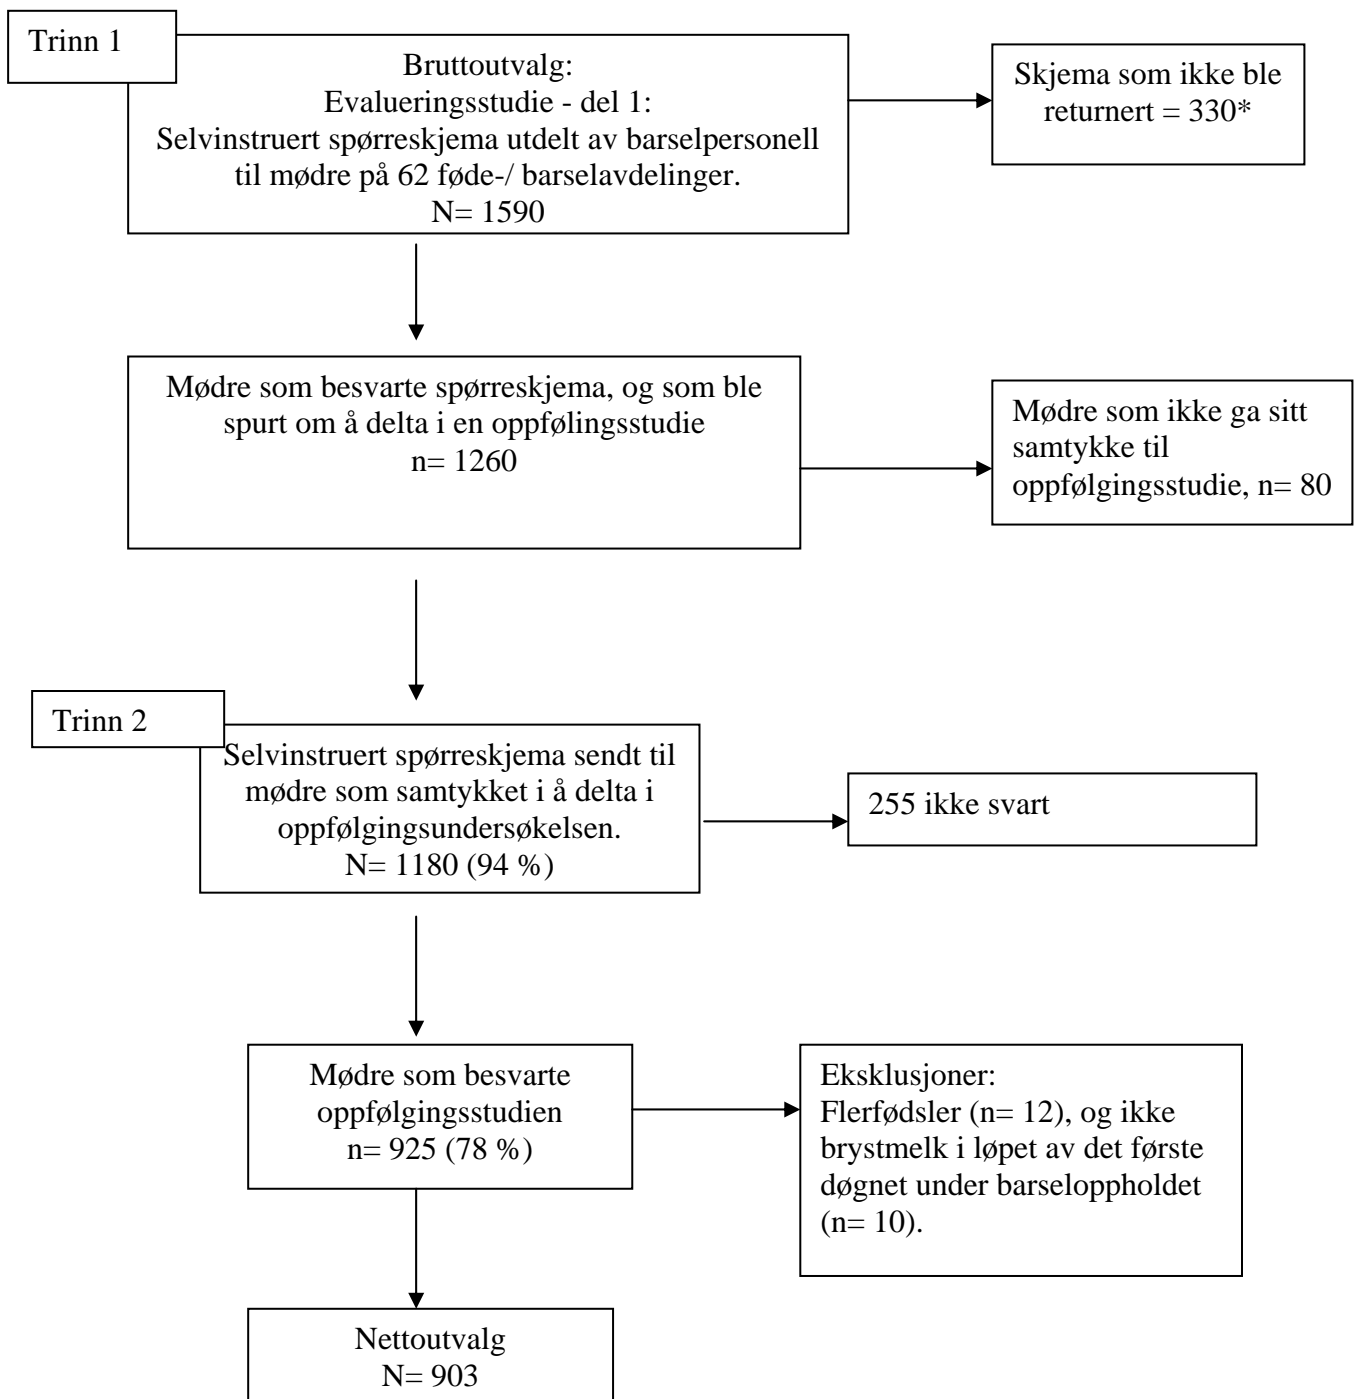 Trinn 1
Bruttoutvalg:
Evalueringsstudie - del 1:
Selvinstruert spørreskjema utdelt av barselpersonell
til mødre på 62 føde-/ barselavdelinger.
N= 1590
Skjema som ikke ble
returnert = 330*
Mødre som besvarte spørreskjema, og som ble
spurt om å delta i en oppfølingsstudie
n= 1260
Mødre som ikke ga sitt
samtykke til
oppfølgingsstudie, n= 80
Trinn 2
Selvinstruert spørreskjema sendt til
mødre som samtykket i å delta i
oppfølgingsundersøkelsen.
N= 1180 (94 %)
255 ikke svart
Mødre som besvarte
oppfølgingsstudien
n= 925 (78 %)
Eksklusjoner:
Flerfødsler (n= 12), og ikke
brystmelk i løpet av det første
døgnet under barseloppholdet
(n= 10).
Nettoutvalg
N= 903